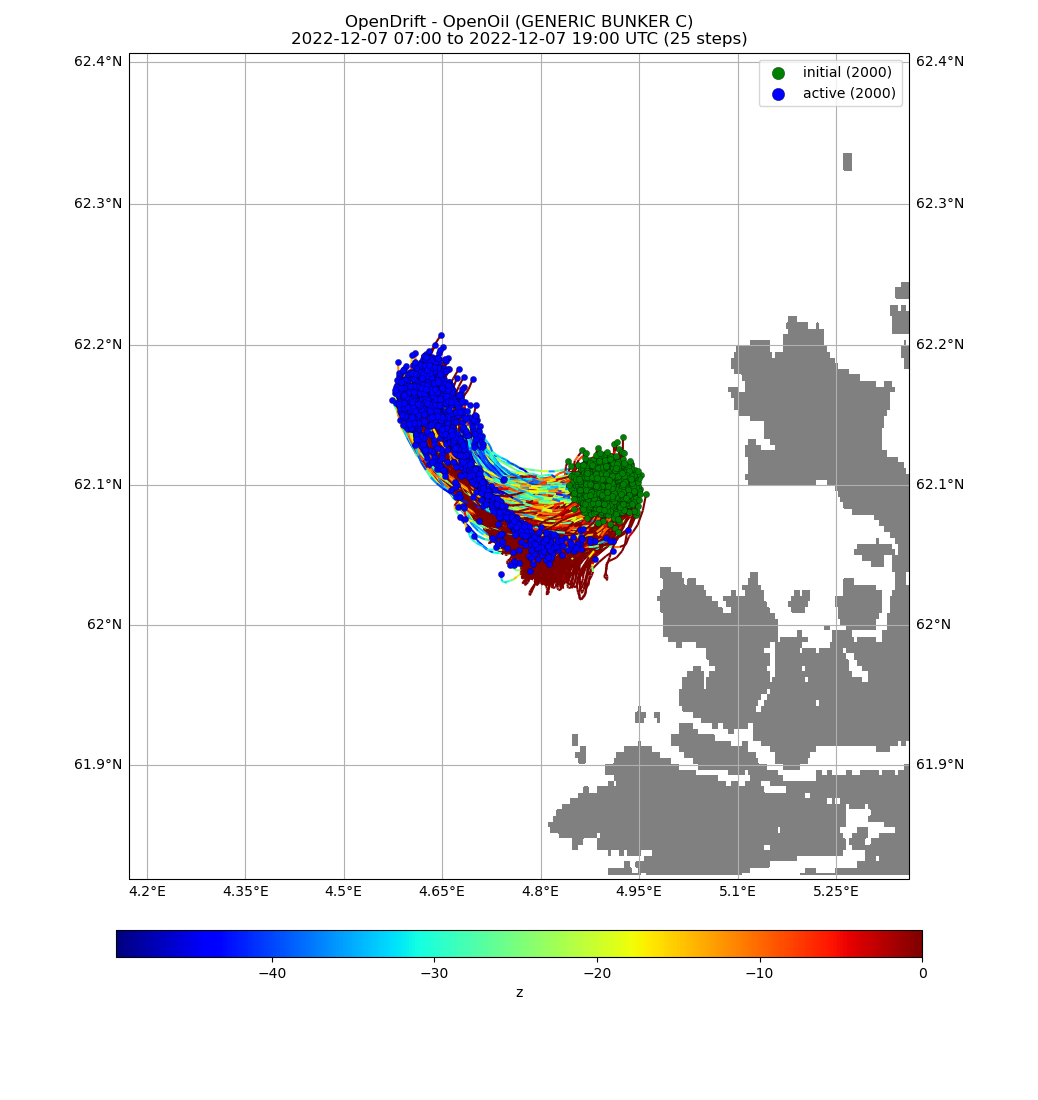 OpenDrift - OpenOil (GENERIC BUNKER C)
2022-12-07 07:00 to 2022-12-07 19:00 UTC (25 steps)
initial (2000)
active (2000)
62.4°N 62.4°N
62.3°N 62.3°N
62.2°N 62.2°N
62.1°N 62.1°N
62°N 62°N
61.9°N 61.9°N
4.2°E 4.35°E 4.5°E 4.65°E 4.8°E 4.95°E 5.1°E 5.25°E
−40 −30 −20 −10 0
z